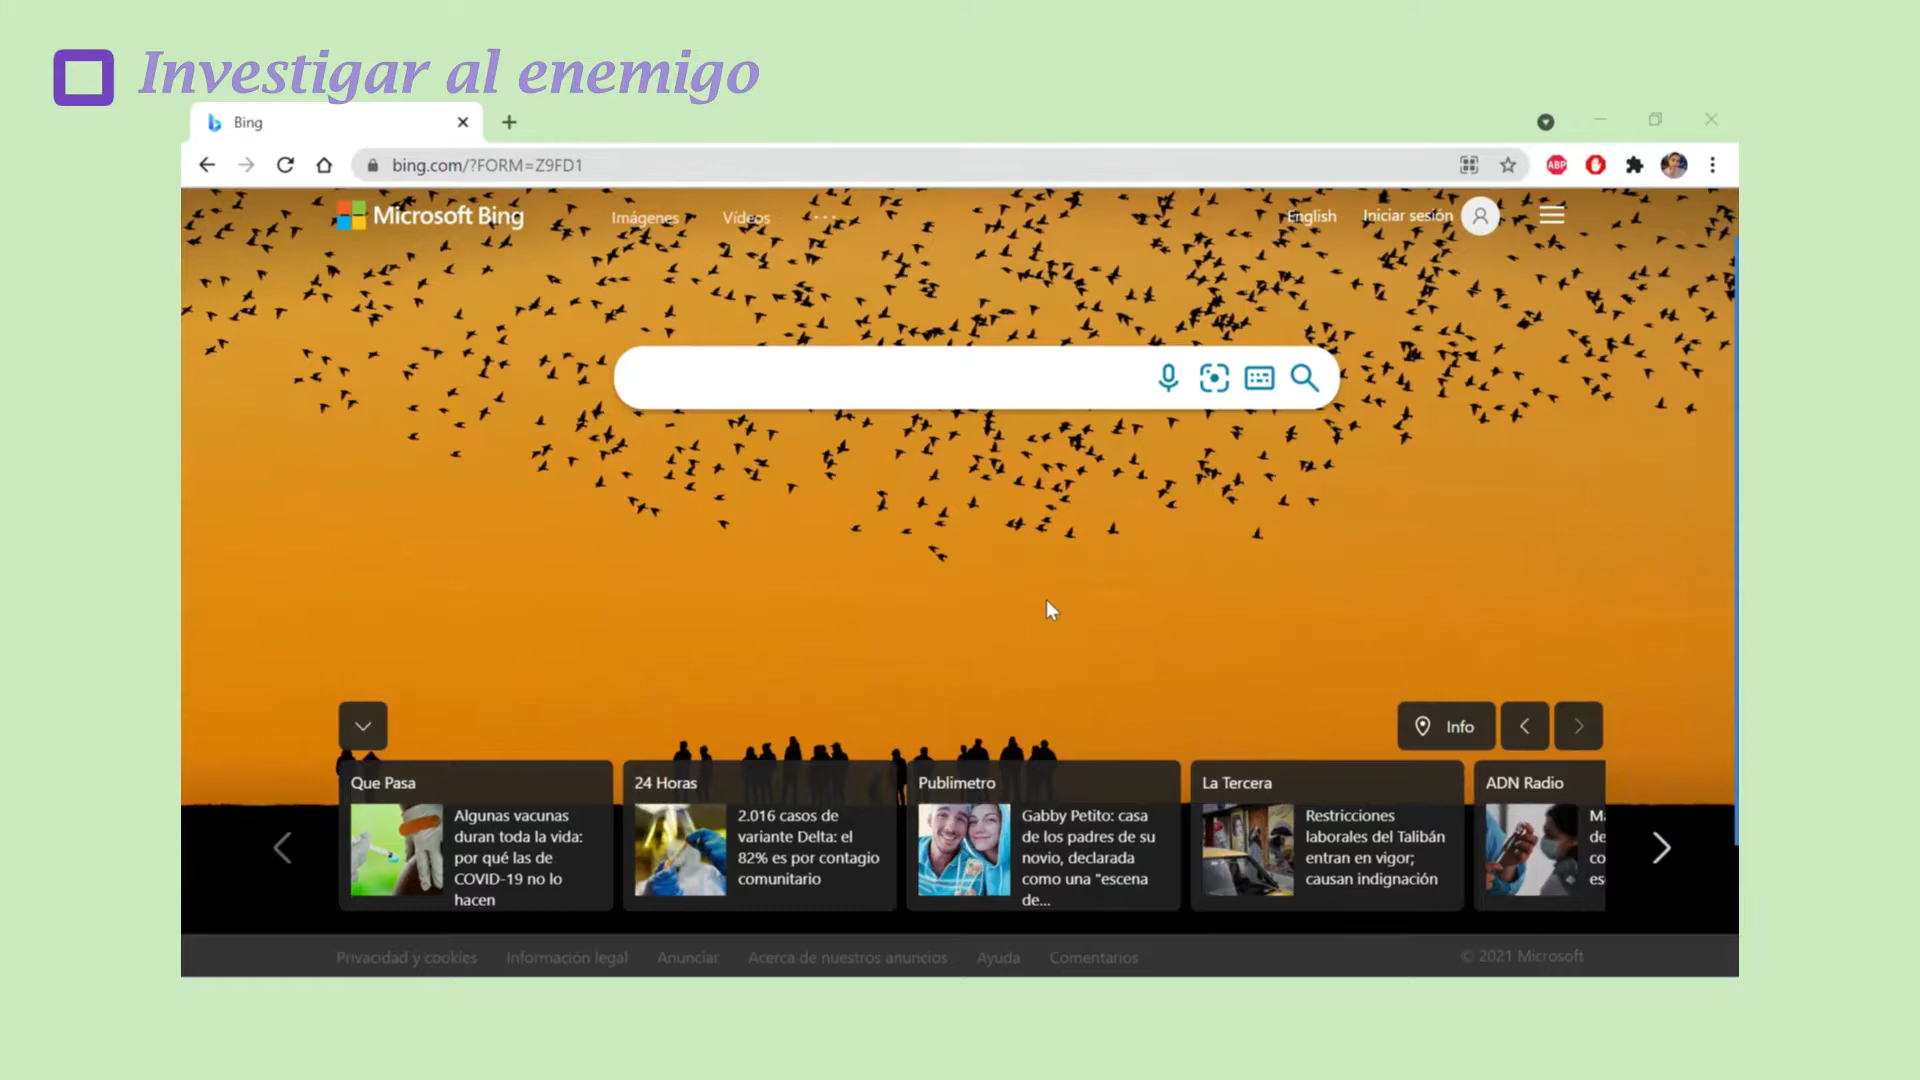 Investigar al enemigo
Bing
bing.com/?FORM=Z9FD1
ABP
Microsoft Bing
Imágenes
Vídeos
...
English
Iniciar sesión
Info
Que Pasa
Algunas vacunas
duran toda la vida:
por qué las de
COVID-19 no lo
hacen
24 Horas
2.016 casos de
variante Delta: el
82% es por contagio
comunitario
Publimetro
Gabby Petito: casa
de los padres de su
novio, declarada
como una "escena
de...
La Tercera
Restricciones
laborales del Talibán
entran en vigor;
causan indignación
ADN Radio
de
co
Privacidad y cookies
Información legal
Anunciar
Acerca de nuestros anuncios
Ayuda
Comentarios
© 2021 Microsoft